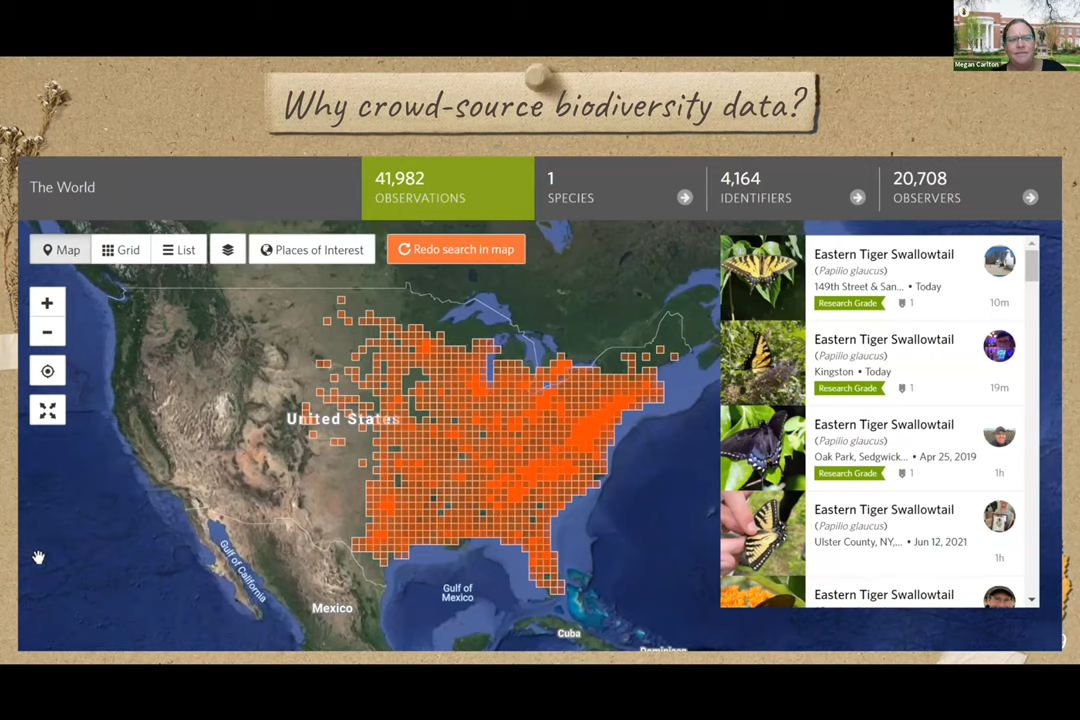 Megan Carlton
Why crowd-source biodiversity data?
The World
41,982
OBSERVATIONS
1
SPECIES
4,164
IDENTIFIERS
20,708
OBSERVERS
Map
Grid
List
Places of Interest
Redo search in map
+
-
United States
Gulf of California
Mexico
Gulf of
Mexico
Cuba
Dominican
Eastern Tiger Swallowtail
(Papilio glaucus)
149th Street & San... • Today
Research Grade
1
10m
Eastern Tiger Swallowtail
(Papilio glaucus)
Kingston • Today
Research Grade
1
19m
Eastern Tiger Swallowtail
(Papilio glaucus)
Oak Park, Sedgwick... • Apr 25, 2019
Research Grade
1
1h
Eastern Tiger Swallowtail
(Papilio glaucus)
Ulster County, NY,... • Jun 12, 2021
1h
Eastern Tiger Swallowtail